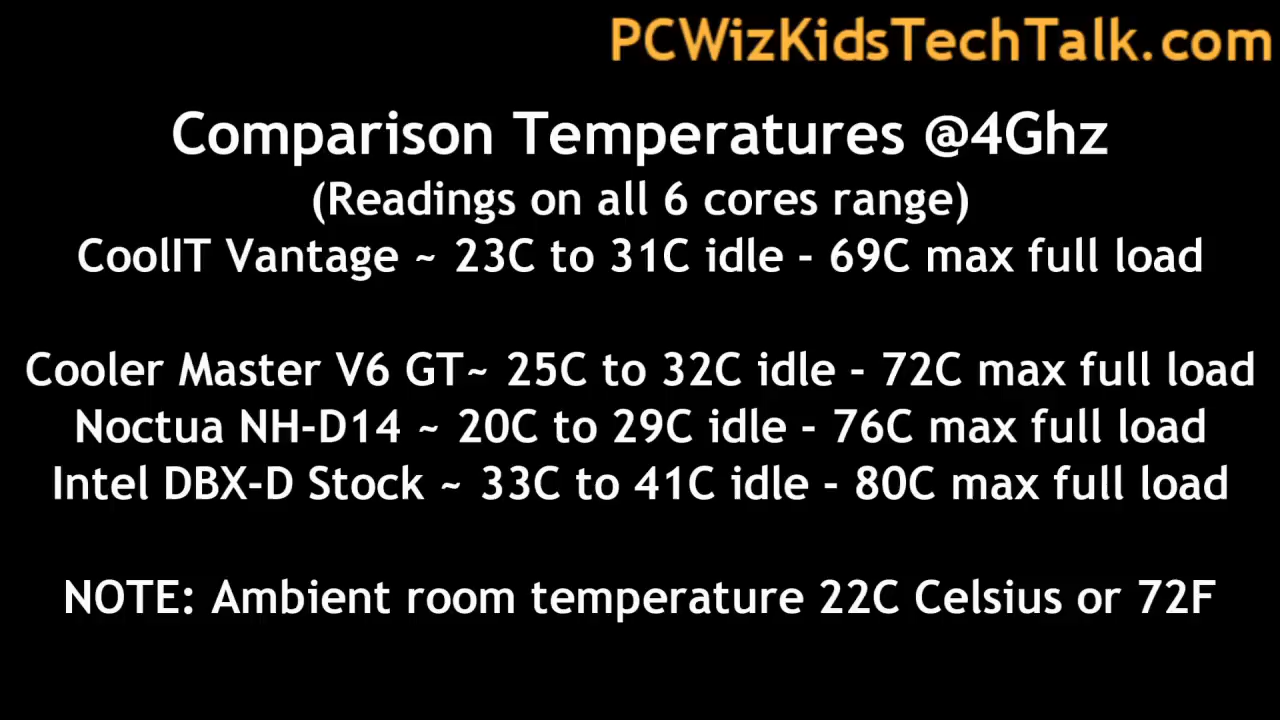 PCWizKidsTechTalk.com
Comparison Temperatures @4Ghz
(Readings on all 6 cores range)
CoolIT Vantage ~ 23C to 31C idle - 69C max full load
Cooler Master V6 GT~ 25C to 32C idle - 72C max full load
Noctua NH-D14 ~ 20C to 29C idle - 76C max full load
Intel DBX-D Stock ~ 33C to 41C idle - 80C max full load
NOTE: Ambient room temperature 22C Celsius or 72F